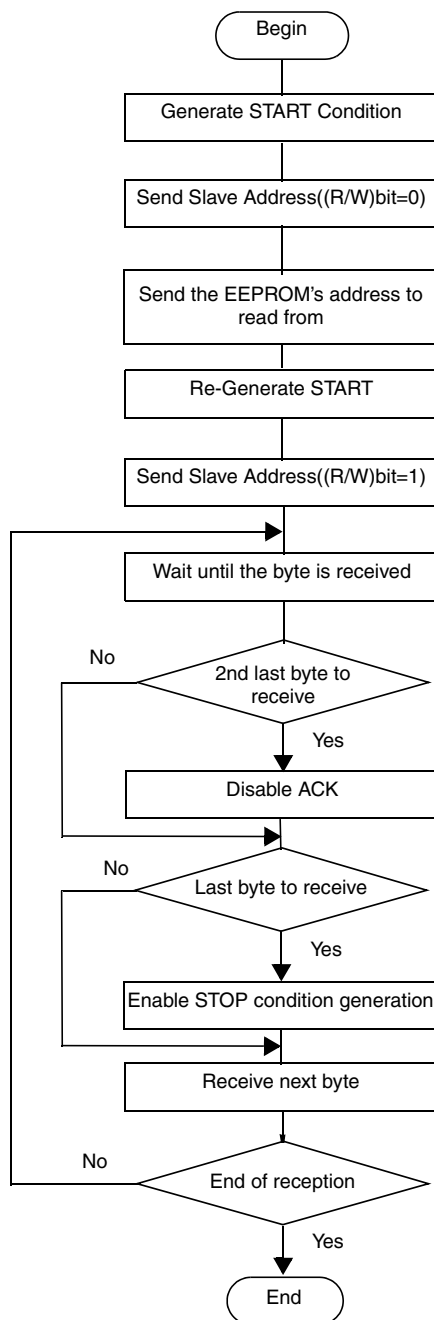 Begin
Generate START Condition
Send Slave Address((R/W)bit=0)
Send the EEPROM's address to
read from
Re-Generate START
Send Slave Address((R/W)bit=1)
Wait until the byte is received
No
2nd last byte to
receive
Yes
Disable ACK
No
Last byte to receive
Yes
Enable STOP condition generation
Receive next byte
No
End of reception
Yes
End